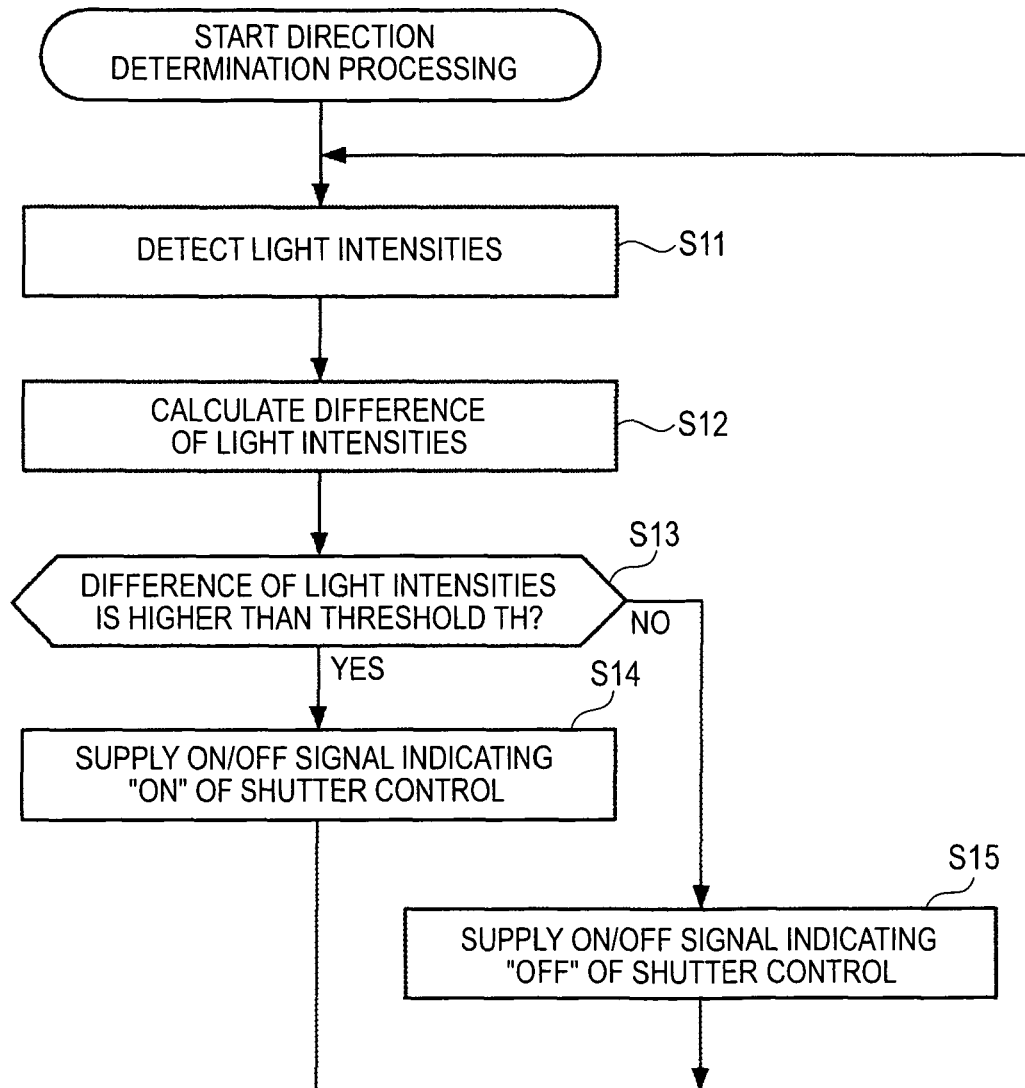 START DIRECTION
DETERMINATION PROCESSING
DETECT LIGHT INTENSITIES
S11
CALCULATE DIFFERENCE
OF LIGHT INTENSITIES
S12
S13
DIFFERENCE OF LIGHT INTENSITIES
IS HIGHER THAN THRESHOLD TH?
NO
YES
S14
SUPPLY ON/OFF SIGNAL INDICATING
"ON" OF SHUTTER CONTROL
S15
SUPPLY ON/OFF SIGNAL INDICATING
"OFF" OF SHUTTER CONTROL